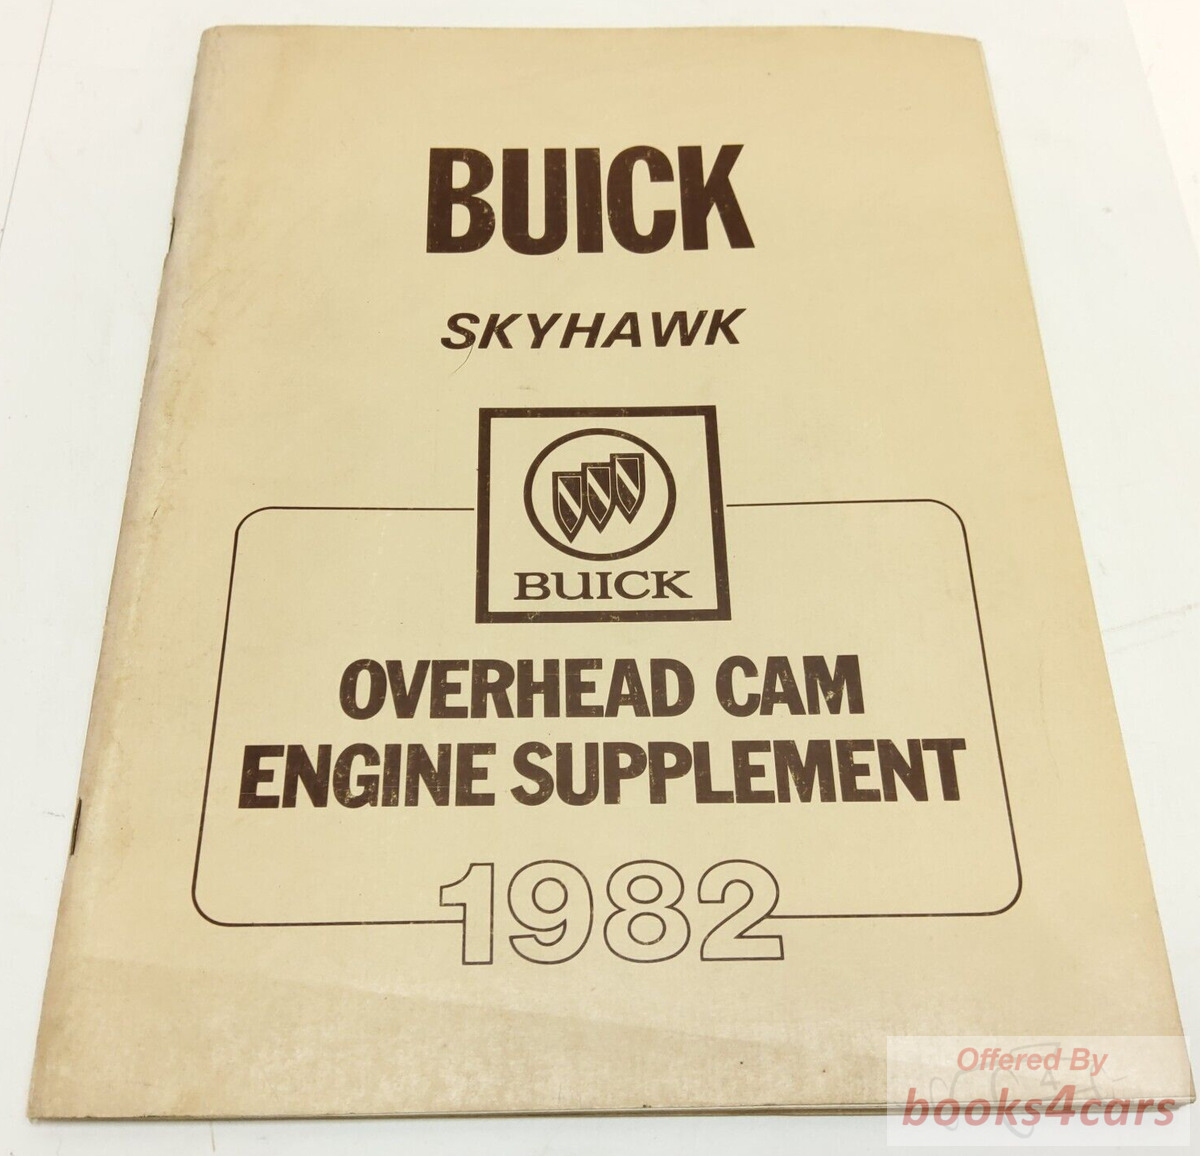 BUICK
SKYHAWK
BUICK
OVERHEAD CAM
ENGINE SUPPLEMENT
1982
Offered By
books4cars